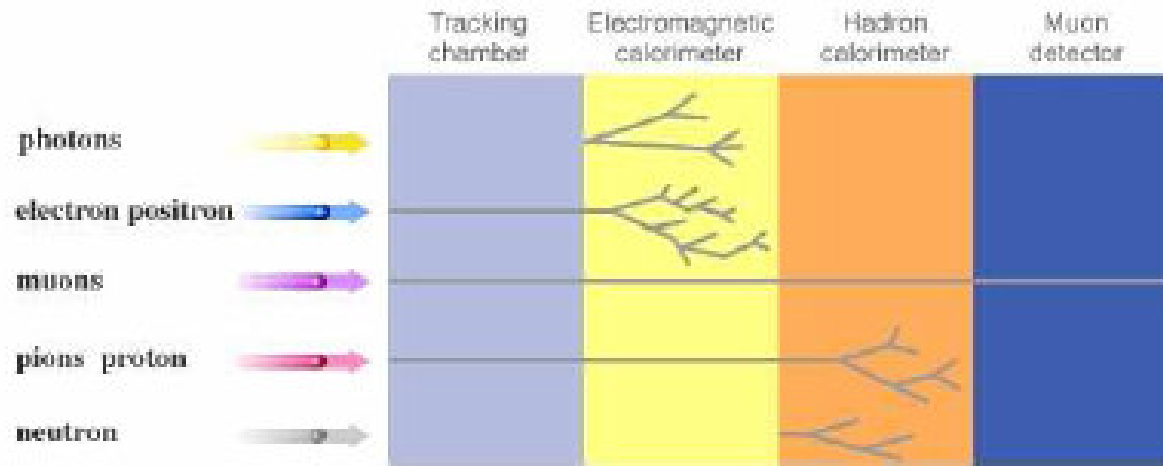 Tracking
chamber
Electromagnetic
calorimeter
Hadron
calorimeter
Muon
detector
photons
electron positron
muons
pions proton
neutron